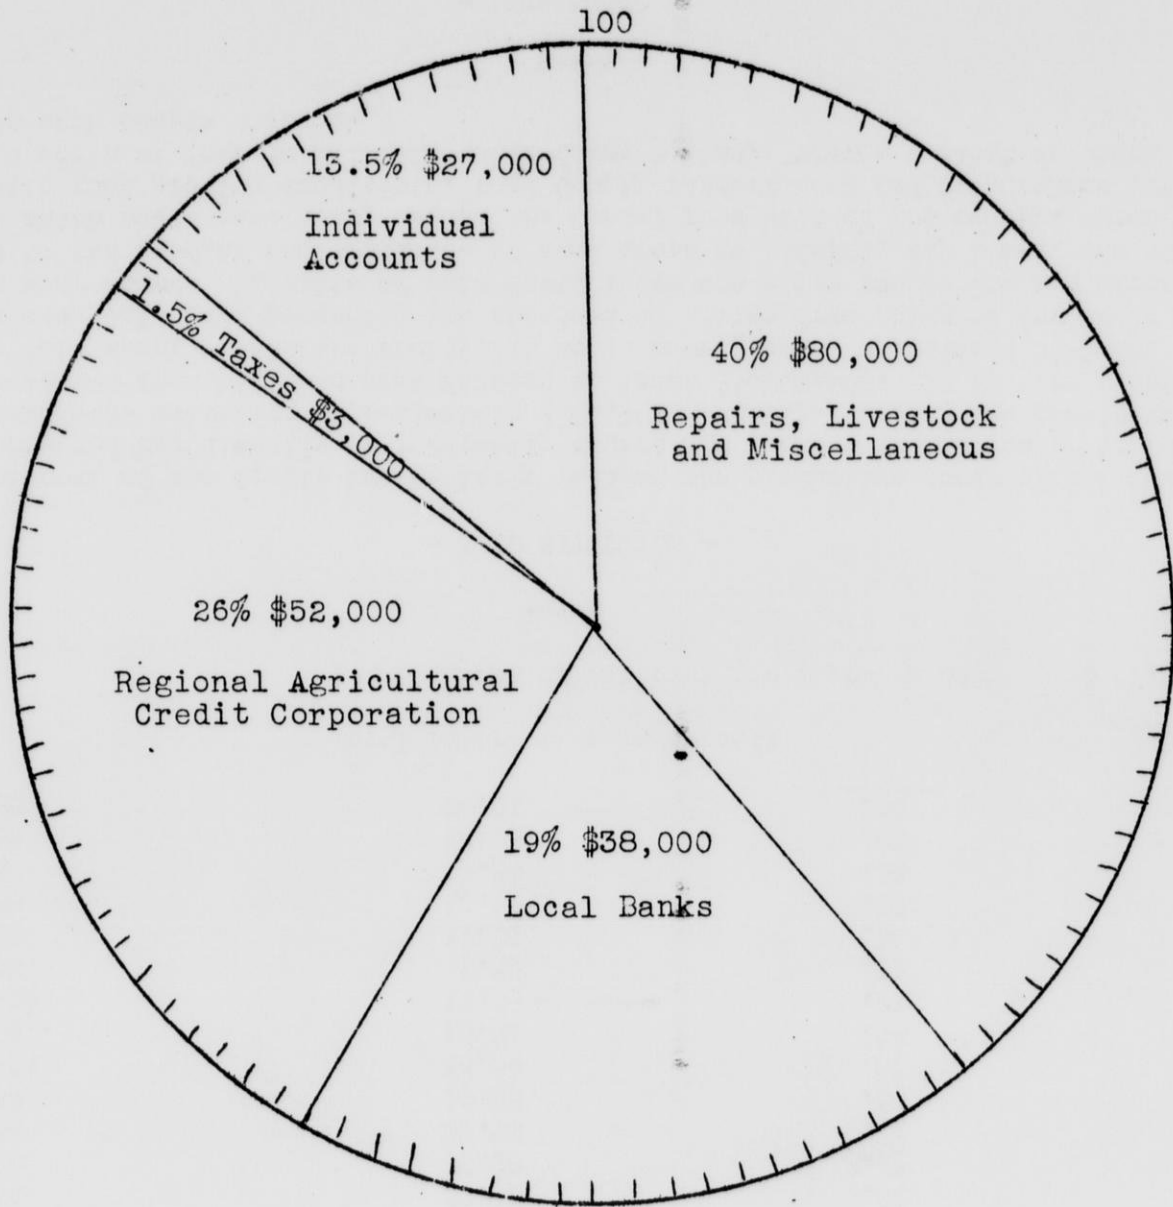 100
13.5% $27,000
Individual
Accounts
1.5% Taxes $3,000
40% $80,000
Repairs, Livestock
and Miscellaneous
26% $52,000
Regional Agricultural
Credit Corporation
19% $38,000
Local Banks